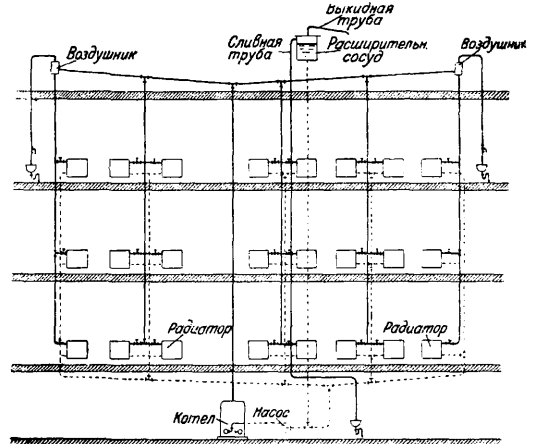 Выкидная
труба
Сливная
труба
Расширительн.
сосуд
Воздушник
Воздушник
Радиатор
Радиатор
Котел
Насос